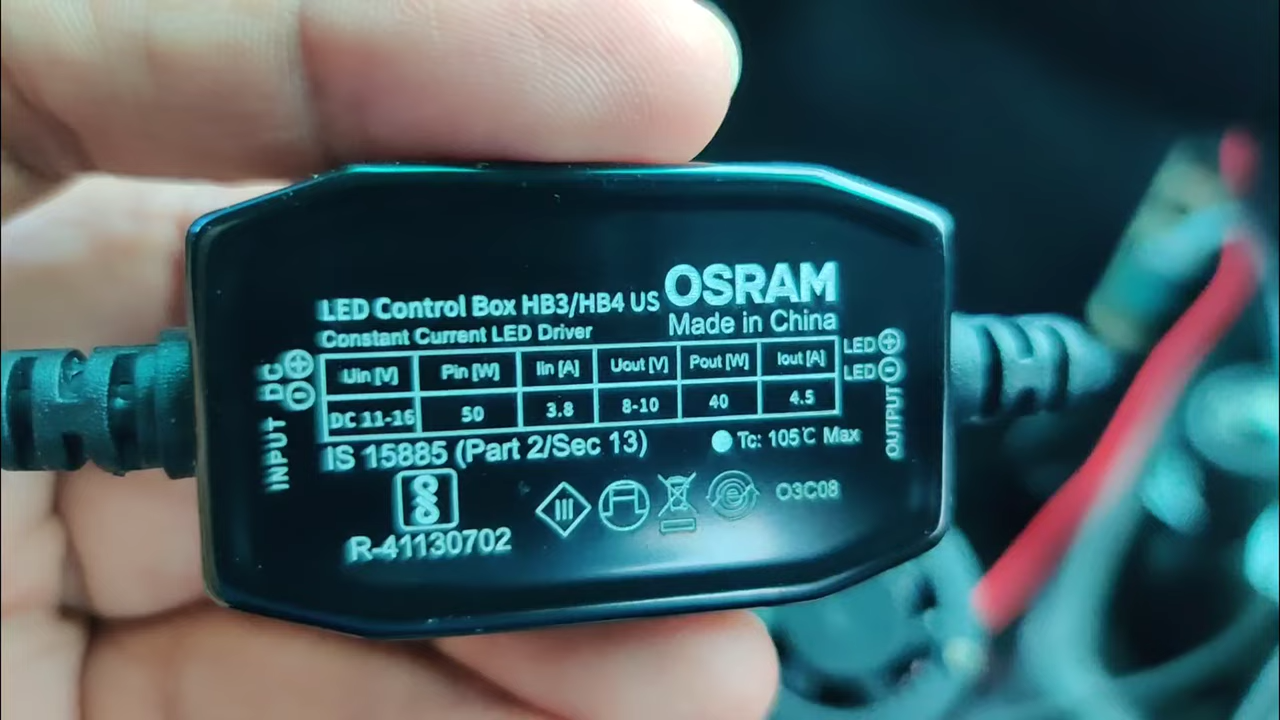 OSRAM
LED Control Box HB3/HB4 US
Made in China
Constant Current LED Driver
INPUT DC
Uin [V] Pin [W] Iin [A] Uout [V] Pout [W] Iout [A]
DC 11-16 50 3.8 8-10 40 4.5
LED
LED
OUTPUT
IS 15885 (Part 2/Sec 13)
Tc: 105℃ Max
III
O3C08
R-41130702